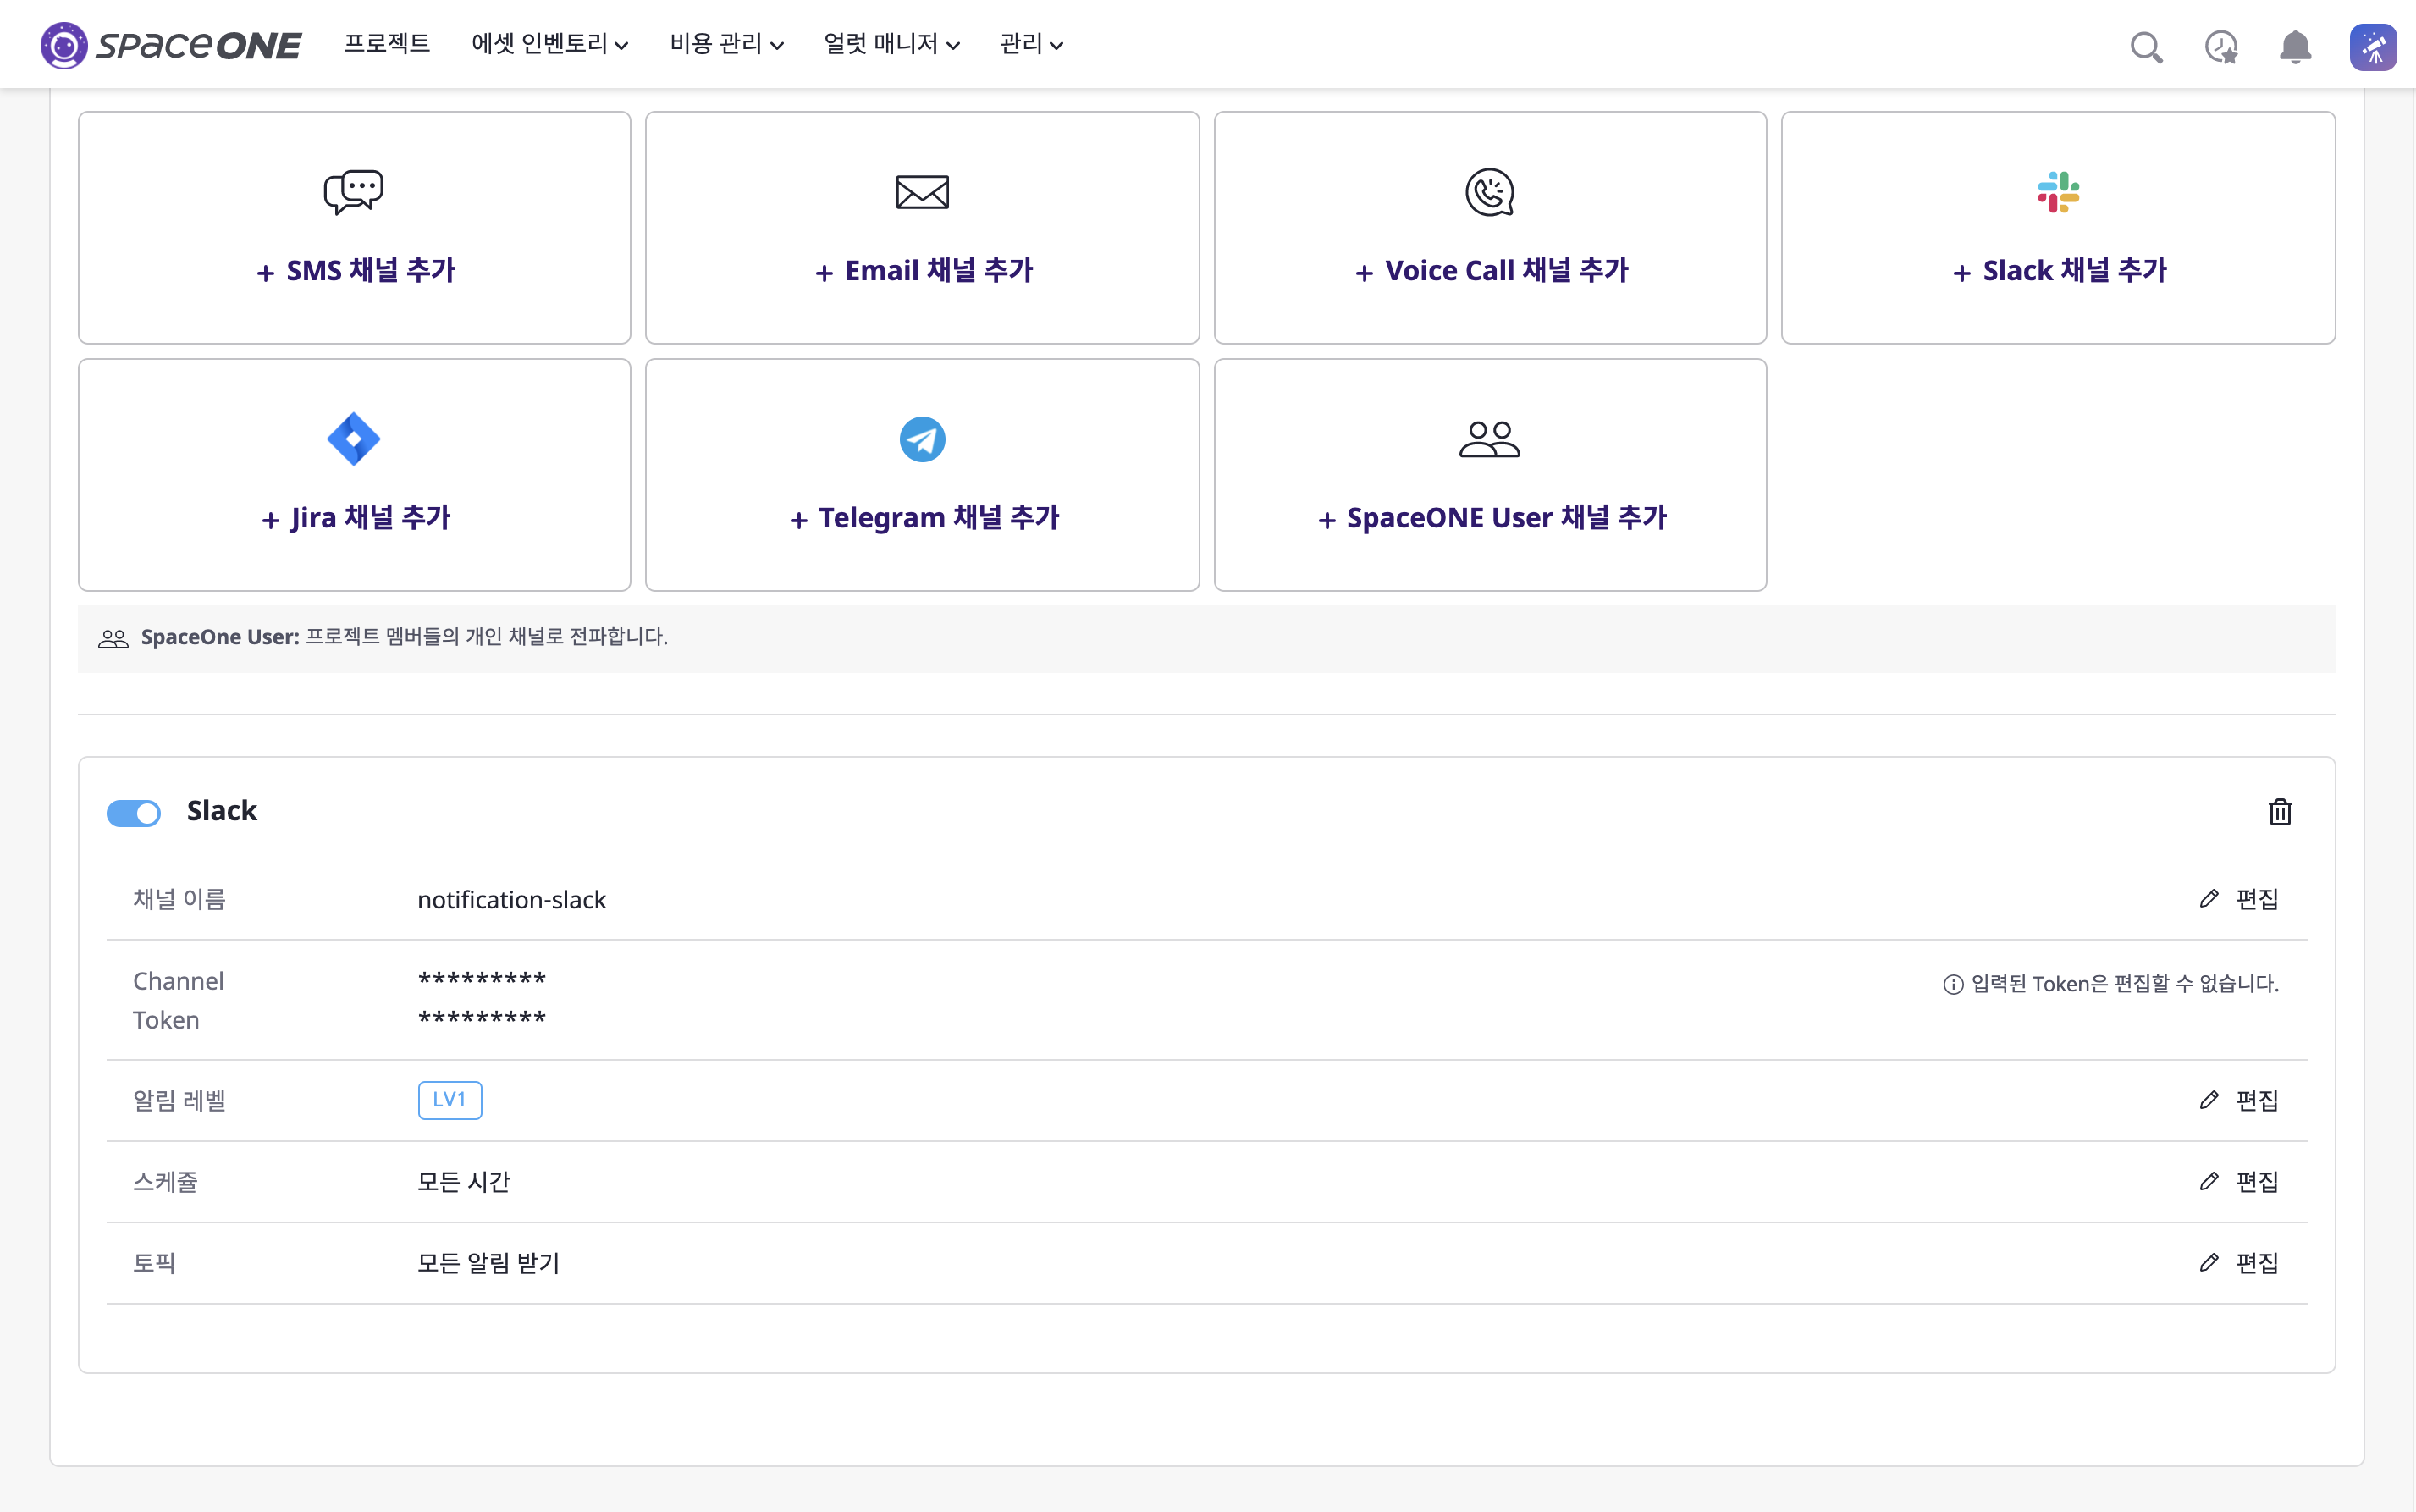 spaceONE 프로젝트 에셋 인벤토리 비용 관리 얼럿 매니저 관리
+ SMS 채널 추가
+ Email 채널 추가
+ Voice Call 채널 추가
+ Slack 채널 추가
+ Jira 채널 추가
+ Telegram 채널 추가
+ SpaceONE User 채널 추가
SpaceOne User: 프로젝트 멤버들의 개인 채널로 전파합니다.
Slack
채널 이름 notification-slack 편집
Channel ********* 입력된 Token은 편집할 수 없습니다.
Token *********
알림 레벨 LV1 편집
스케쥴 모든 시간 편집
토픽 모든 알림 받기 편집